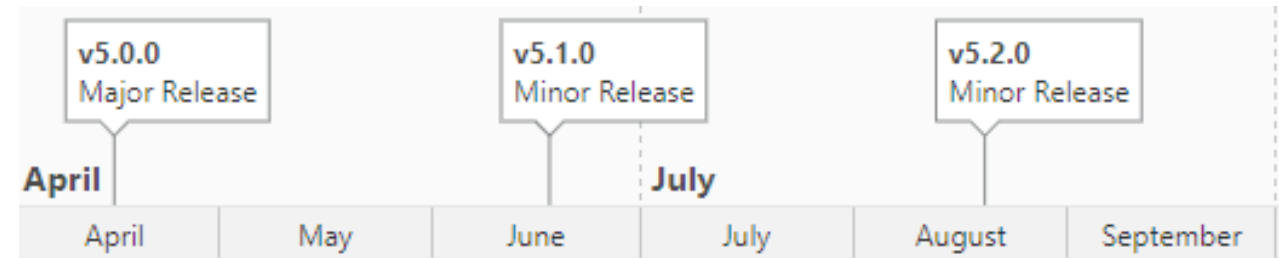 v5.0.0
Major Release
v5.1.0
Minor Release
v5.2.0
Minor Release
April
July
April May June July August September